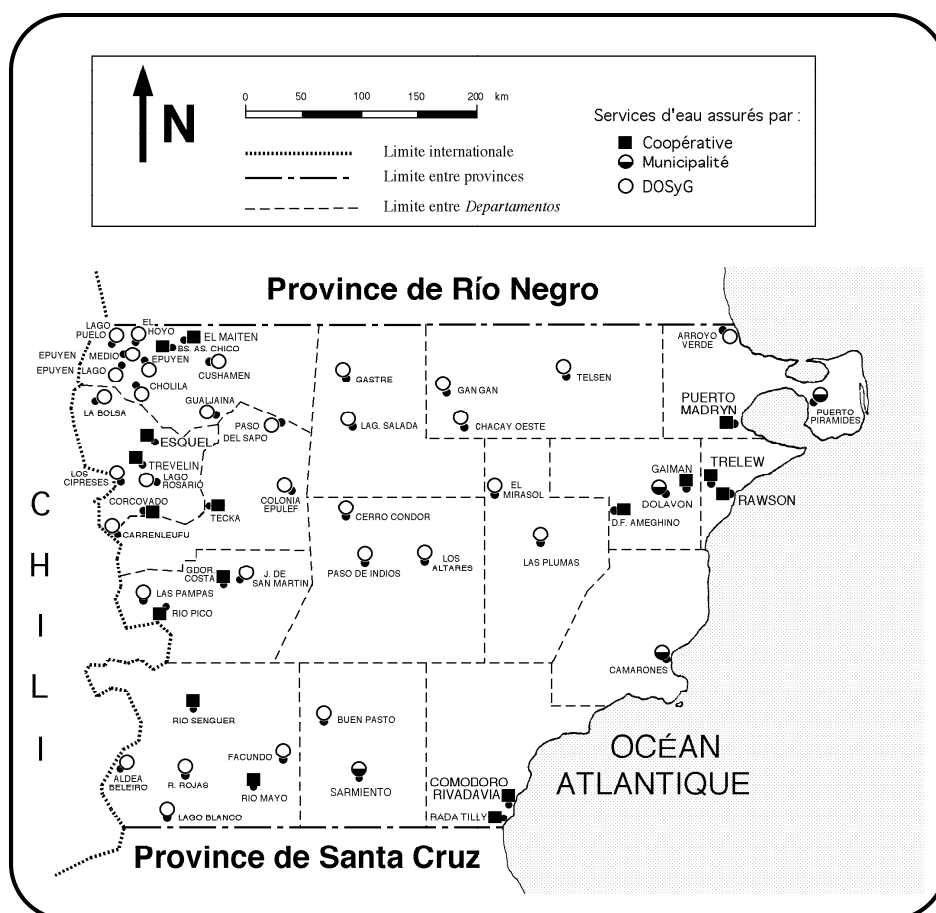 N
0 50 100 150 200 km
Limite internationale
Limite entre provinces
Limite entre Departamentos
Services d'eau assurés par :
Coopérative
Municipalité
DOSyG
Province de Río Negro
LAGO
PUELO
EL
HOYO
EL MAITEN
BS. AS. CHICO
EPUYEN
MEDIO
EPUYEN
EPUYEN
LAGO
CUSHAMEN
CHOLILA
LA BOLSA
GUALJAINA
PASO
DEL SAPO
GASTRE
LAG. SALADA
GAN GAN
CHACAY OESTE
TELSEN
ARROYO
VERDE
PUERTO
MADRYN
PUERTO
PIRAMIDES
ESQUEL
TREVELIN
LOS
CIPRESES
LAGO
ROSARIO
CORCOVADO
CARRENLEUFU
TECKA
COLONIA
EPULEF
CERRO CONDOR
EL
MIRASOL
GAIMAN
DOLAVON
TRELEW
RAWSON
D.F. AMEGHINO
LAS PLUMAS
PASO DE INDIOS
LOS
ALTARES
GDOR.
COSTA
J. DE
SAN MARTIN
LAS PAMPAS
RIO PICO
CAMARONES
CHILI
RIO SENGUER
BUEN PASTO
FACUNDO
ALDEA
BELEIRO
R. ROJAS
RIO MAYO
SARMIENTO
LAGO BLANCO
COMODORO
RIVADAVIA
RADA TILLY
OCÉAN
ATLANTIQUE
Province de Santa Cruz